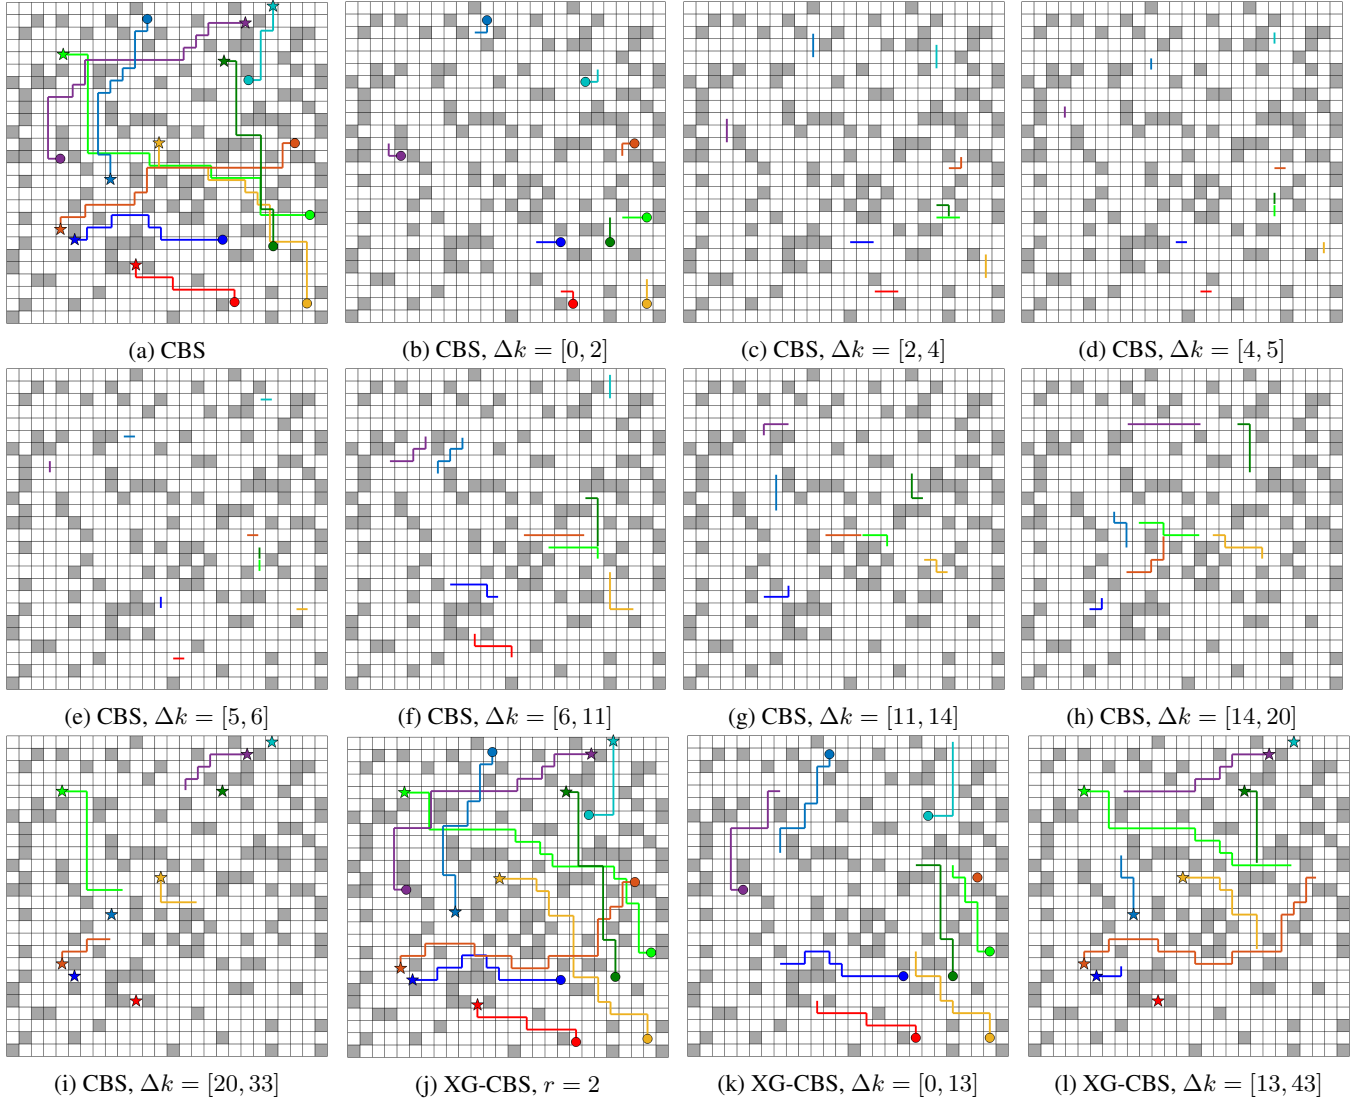 (a) CBS
(b) CBS, Δk = [0, 2]
(c) CBS, Δk = [2, 4]
(d) CBS, Δk = [4, 5]
(e) CBS, Δk = [5, 6]
(f) CBS, Δk = [6, 11]
(g) CBS, Δk = [11, 14]
(h) CBS, Δk = [14, 20]
(i) CBS, Δk = [20, 33]
(j) XG-CBS, r = 2
(k) XG-CBS, Δk = [0, 13]
(l) XG-CBS, Δk = [13, 43]